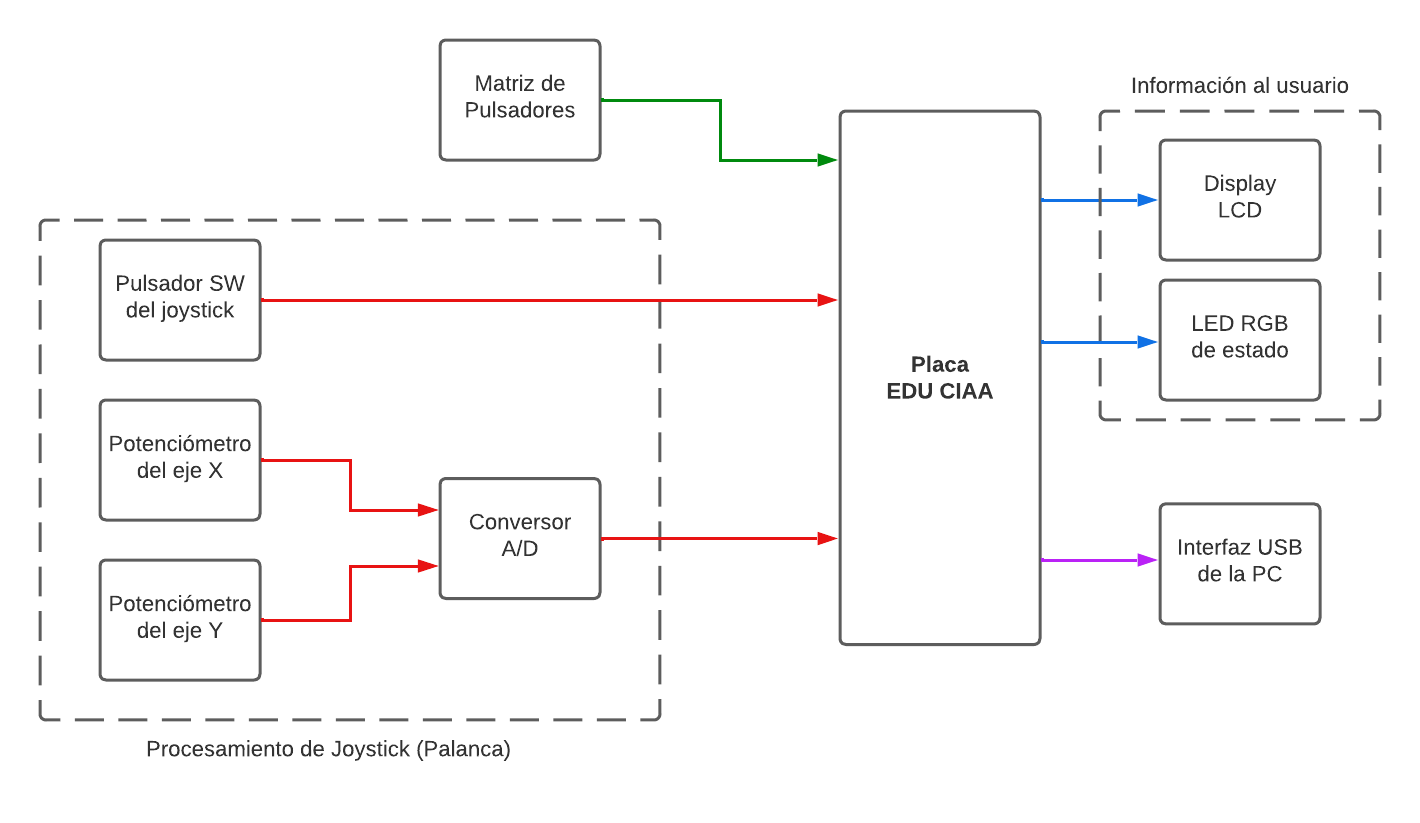 Matriz de
Pulsadores
Información al usuario
Display
LCD
Pulsador SW
del joystick
LED RGB
de estado
Placa
EDU CIAA
Potenciómetro
del eje X
Conversor
A/D
Interfaz USB
de la PC
Potenciómetro
del eje Y
Procesamiento de Joystick (Palanca)